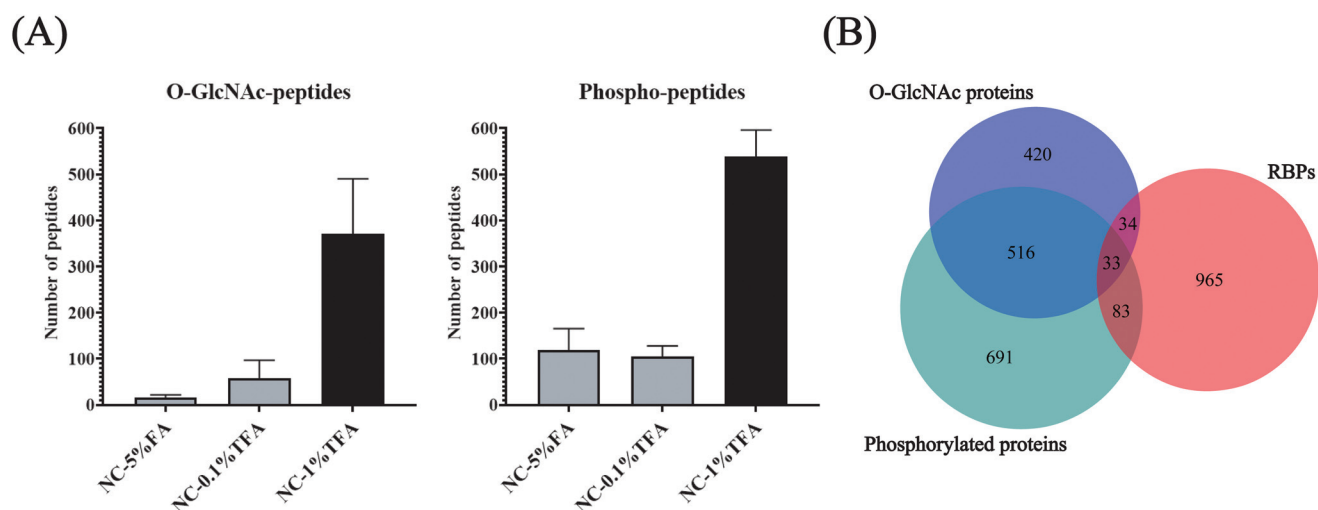 (A)
O-GlcNAc-peptides
Number of peptides
600
500
400
300
200
100
0
NC-5%FA
NC-0.1%TFA
NC-1%TFA
Phospho-peptides
Number of peptides
600
500
400
300
200
100
0
NC-5%FA
NC-0.1%TFA
NC-1%TFA
(B)
O-GlcNAc proteins
420
RBPs
34
516
33
965
83
691
Phosphorylated proteins